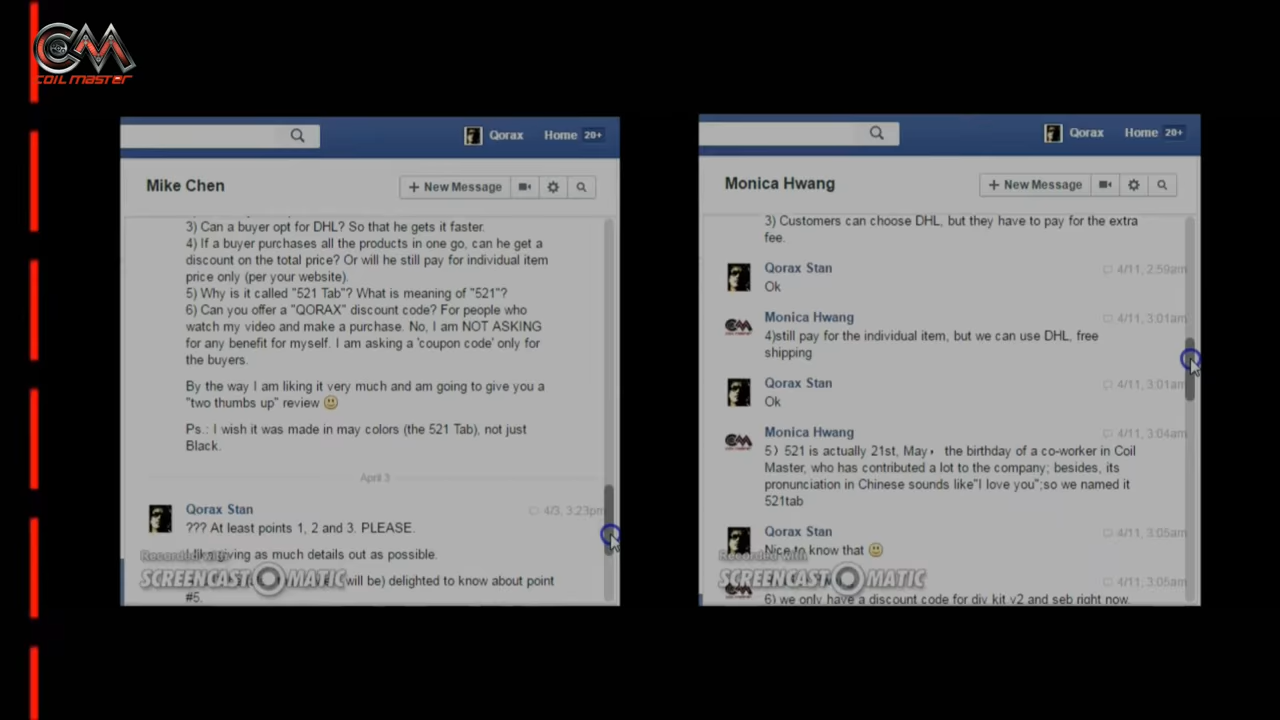 CM
COIL MASTER
Qorax Home 20+
Mike Chen
+ New Message
3) Can a buyer opt for DHL? So that he gets it faster.
4) If a buyer purchases all the products in one go, can he get a
discount on the total price? Or will he still pay for individual item
price only (per your website).
5) Why is it called "521 Tab"? What is meaning of "521"?
6) Can you offer a "QORAX" discount code? For people who
watch my video and make a purchase. No, I am NOT ASKING
for any benefit for myself. I am asking a 'coupon code' only for
the buyers.
By the way I am liking it very much and am going to give you a
"two thumbs up" review
Ps.: I wish it was made in may colors (the 521 Tab), not just
Black.
April 3
Qorax Stan 4/3, 3:23pm
??? At least points 1, 2 and 3. PLEASE.
giving as much details out as possible.
will be) delighted to know about point
#5.
Recorded with
SCREENCAST MATIC
Qorax Home 20+
Monica Hwang
+ New Message
3) Customers can choose DHL, but they have to pay for the extra
fee.
Qorax Stan 4/11, 2:59am
Ok
Monica Hwang 4/11, 3:01am
4)still pay for the individual item, but we can use DHL, free
shipping
Qorax Stan 4/11, 3:01am
Ok
Monica Hwang 4/11, 3:04am
5) 521 is actually 21st, May, the birthday of a co-worker in Coil
Master, who has contributed a lot to the company; besides, its
pronunciation in Chinese sounds like"I love you";so we named it
521tab
Qorax Stan 4/11, 3:05am
Nice to know that
4/11, 3:05am
6) we only have a discount code for diy kit v2 and seb right now.
Recorded with
SCREENCAST MATIC